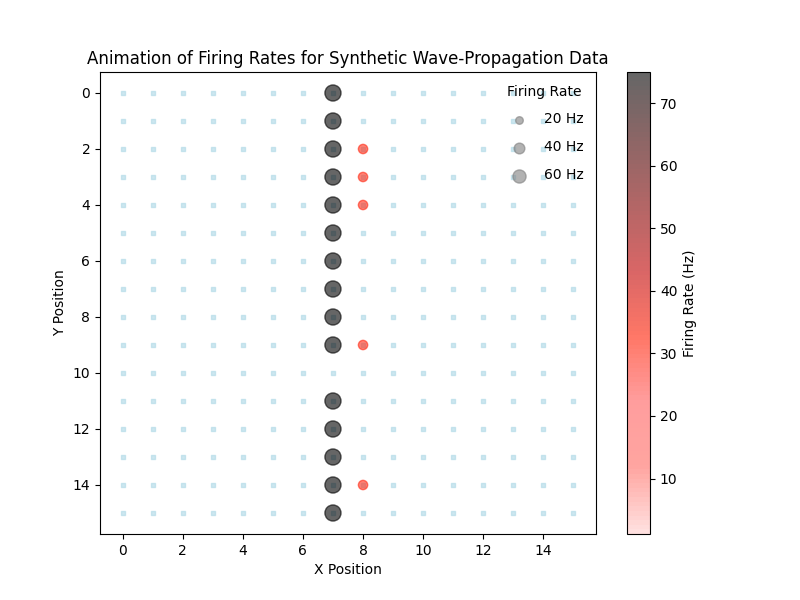 Animation of Firing Rates for Synthetic Wave-Propagation Data
Firing Rate
20 Hz
40 Hz
60 Hz
0
2
4
6
8
10
12
14
Y Position
0 2 4 6 8 10 12 14
X Position
70
60
50
40
30
20
10
Firing Rate (Hz)